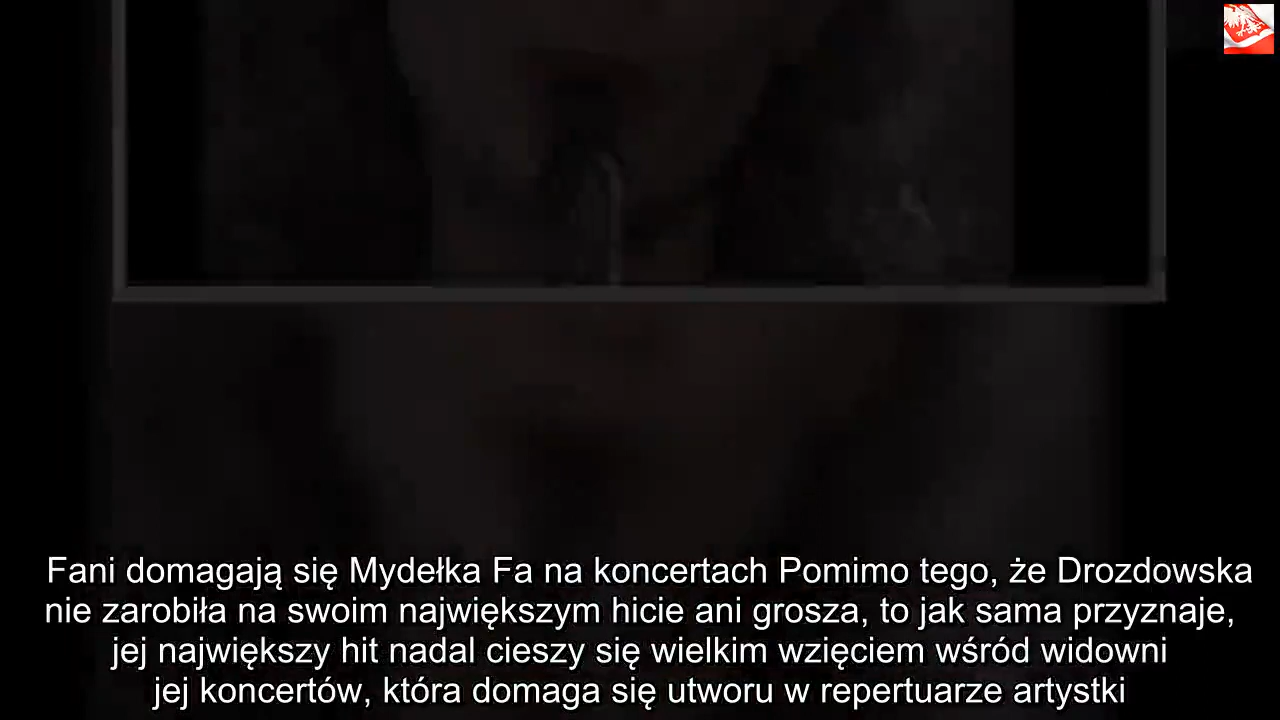 Fani domagają się Mydełka Fa na koncertach Pomimo tego, że Drozdowska
nie zarobiła na swoim największym hicie ani grosza, to jak sama przyznaje,
jej największy hit nadal cieszy się wielkim wzięciem wśród widowni
jej koncertów, która domaga się utworu w repertuarze artystki